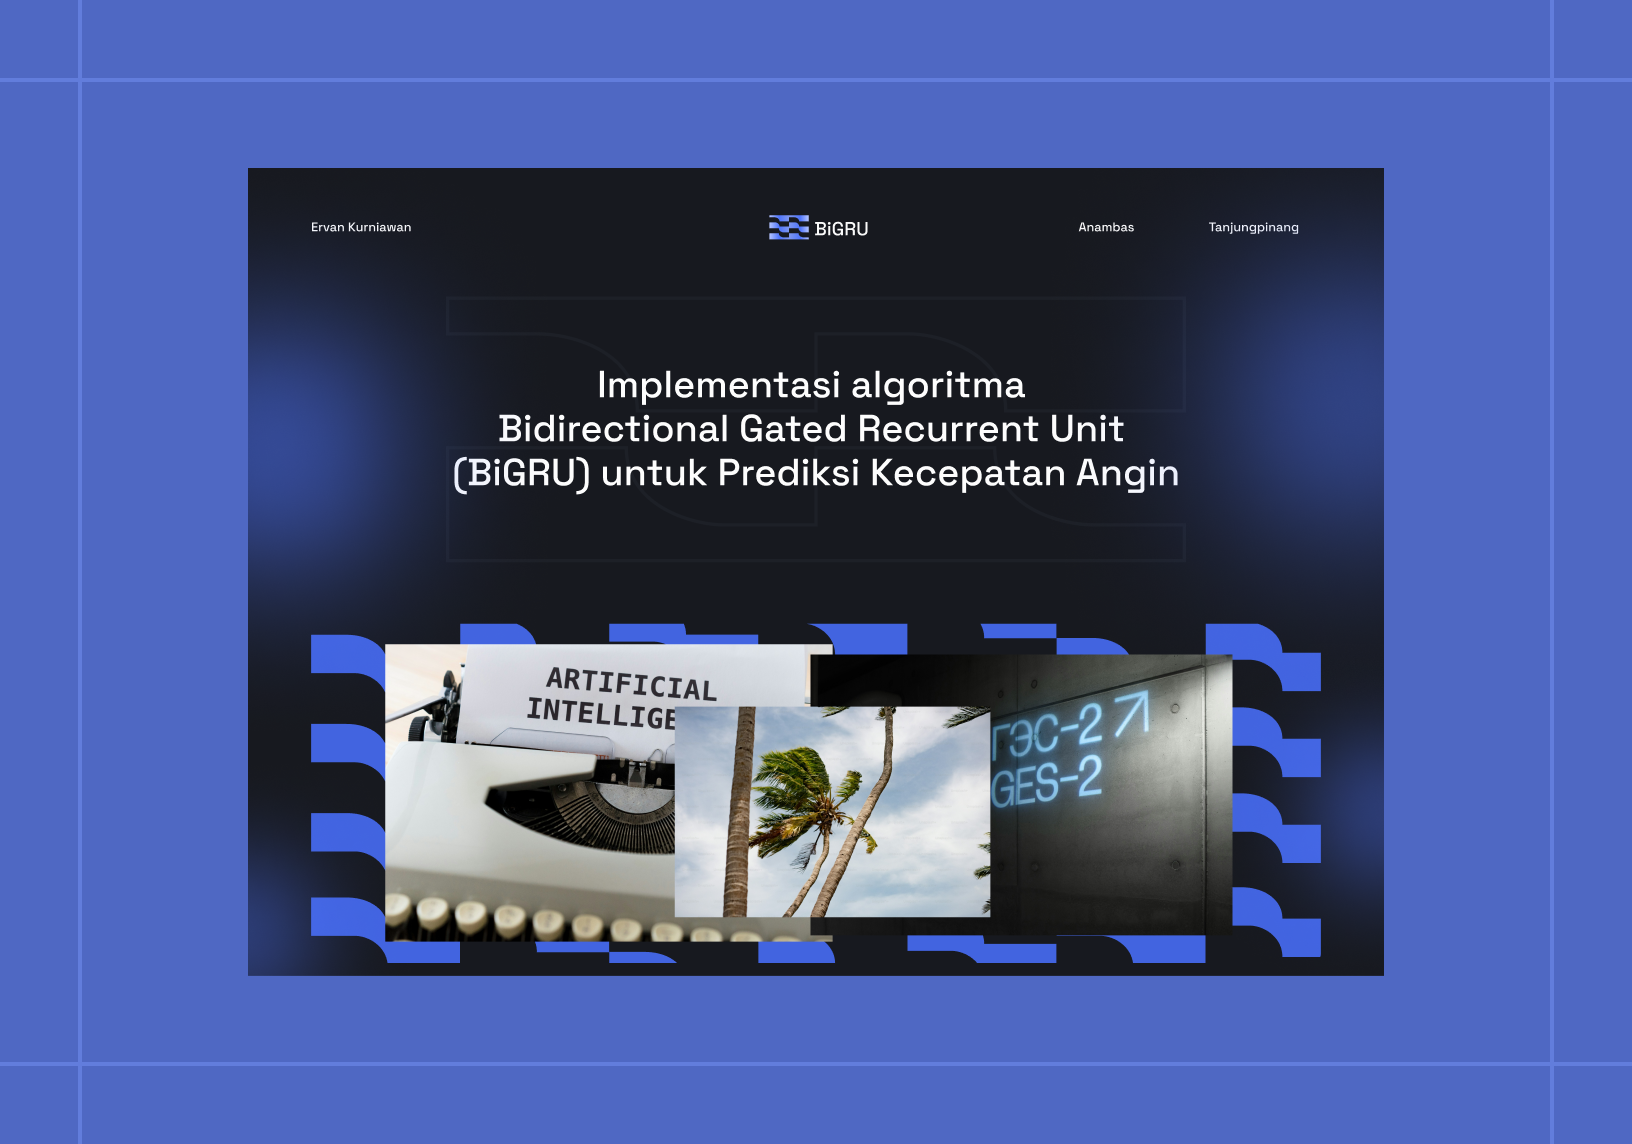 Ervan Kurniawan
BiGRU
Anambas
Tanjungpinang
Implementasi algoritma
Bidirectional Gated Recurrent Unit
(BiGRU) untuk Prediksi Kecepatan Angin
ARTIFICIAL
INTELLIGE
ГЭС-2
GES-2